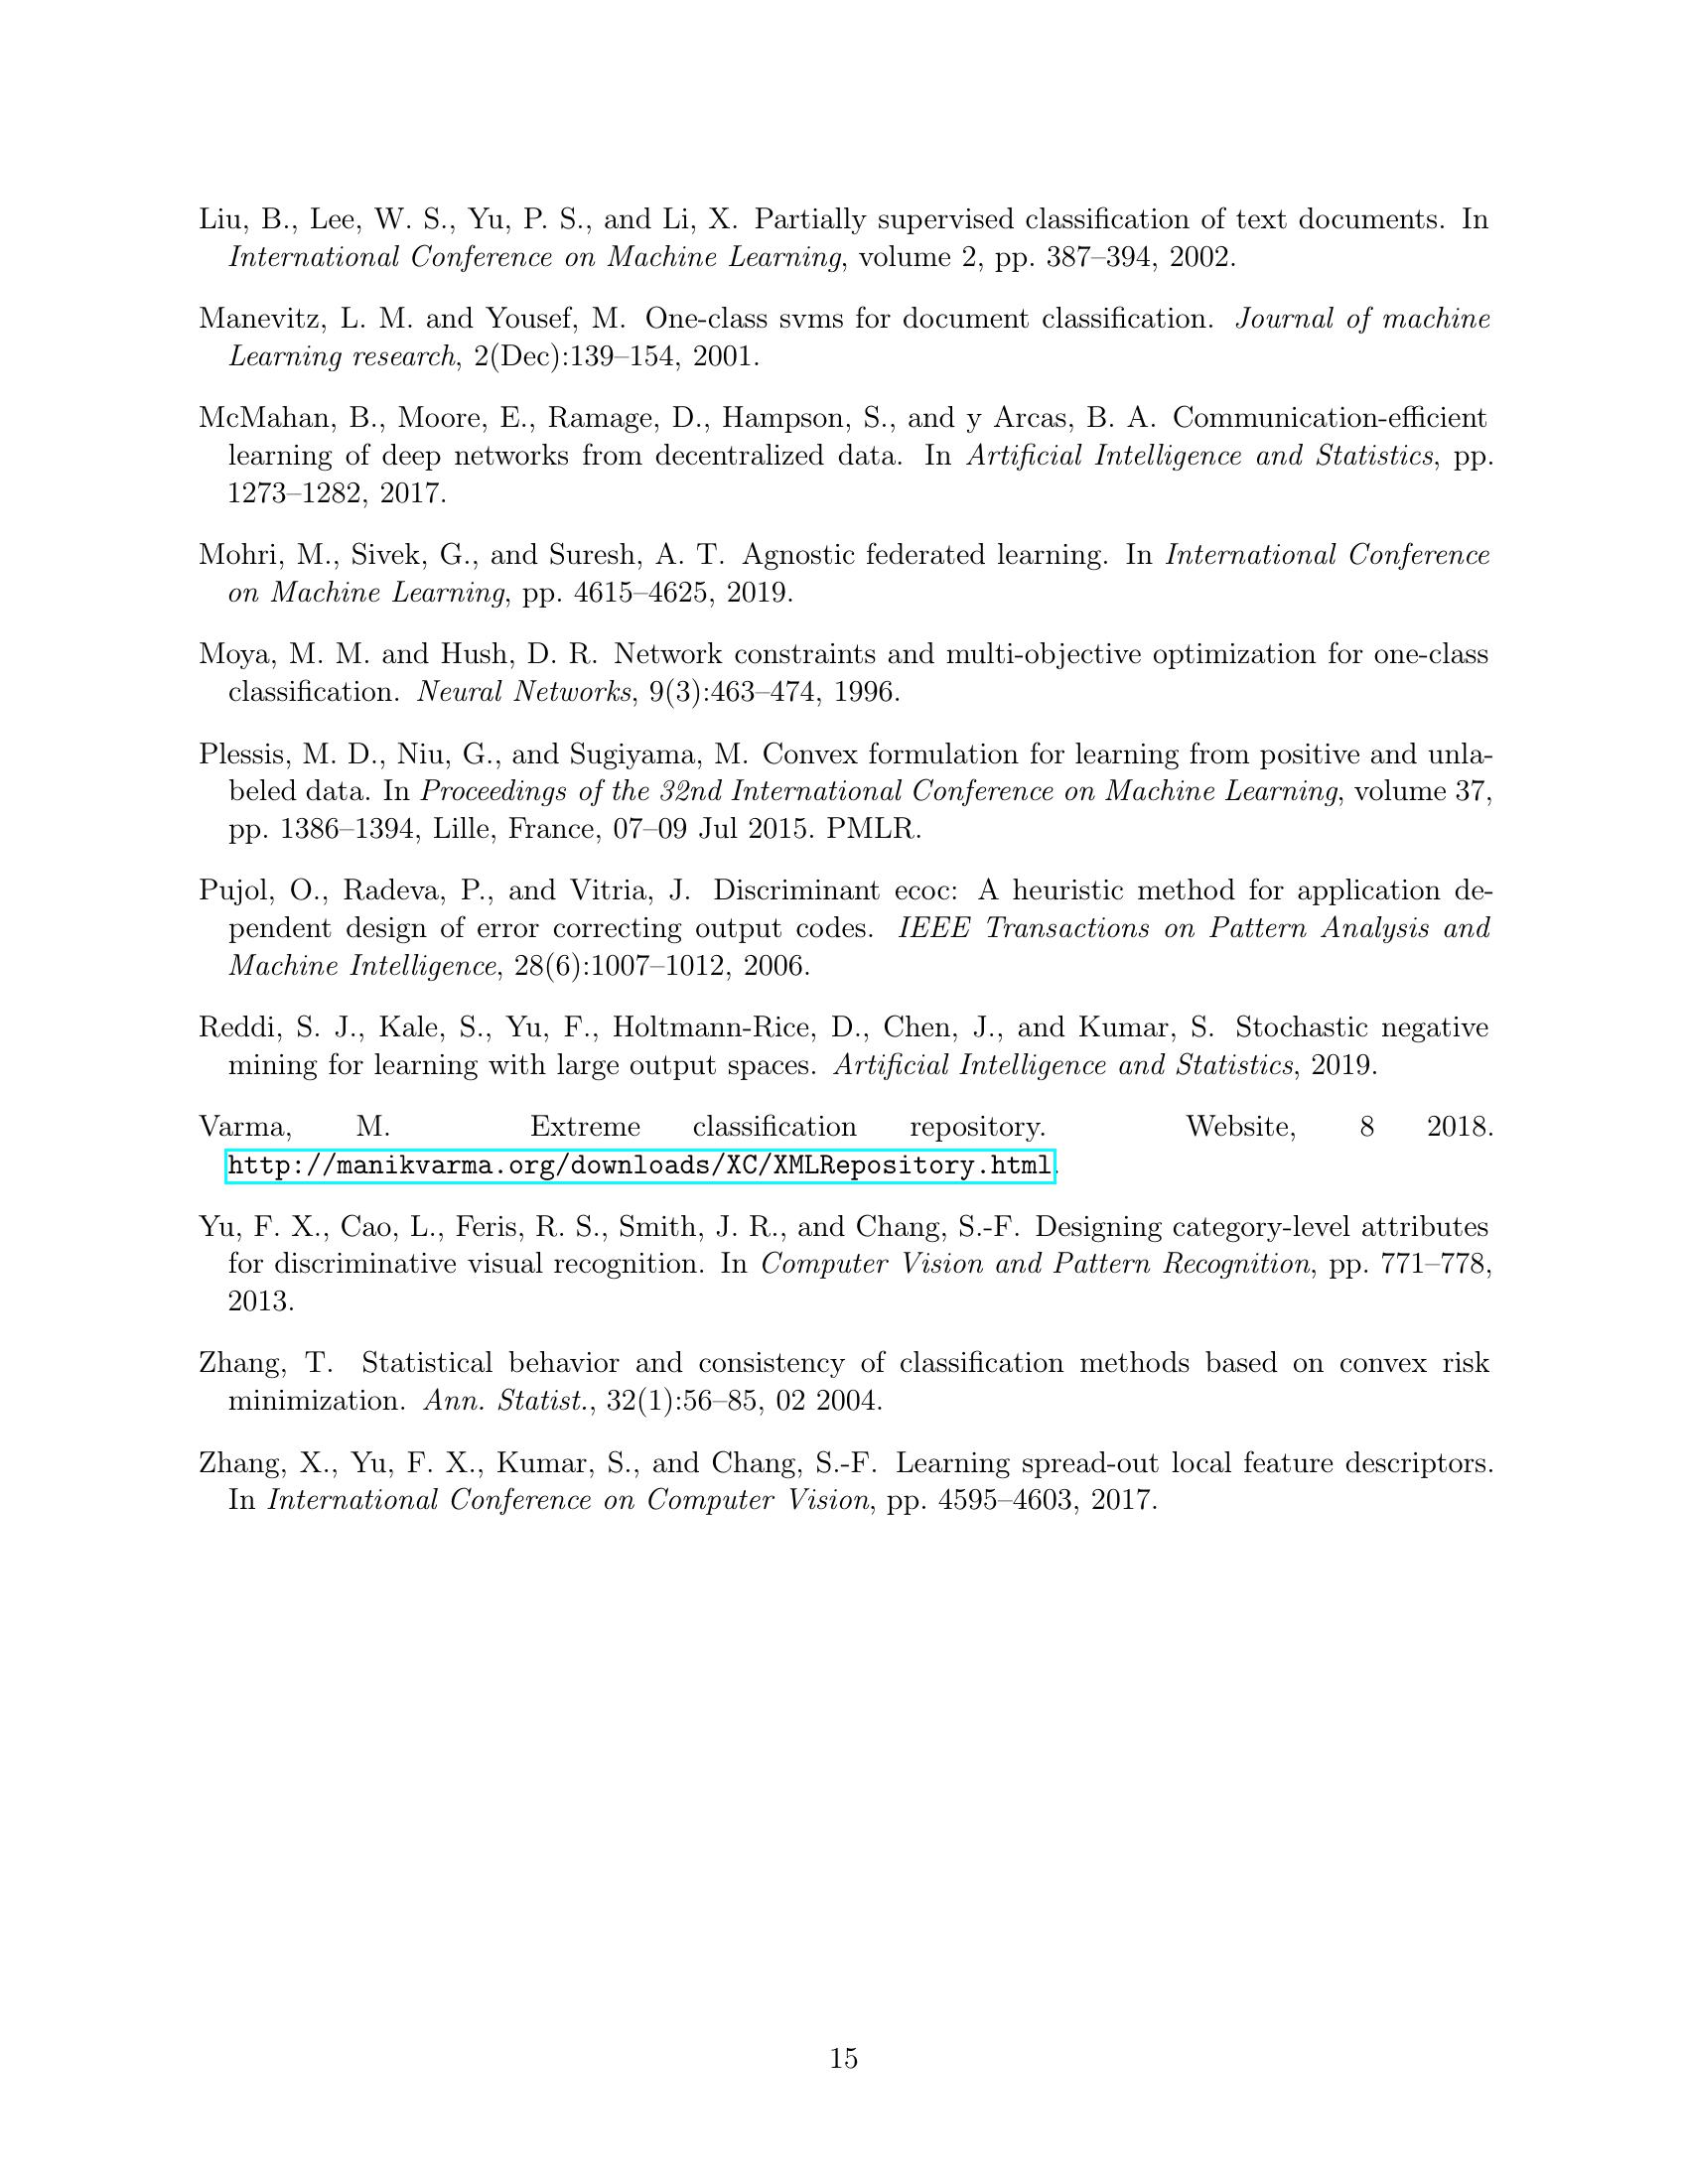 Liu, B., Lee, W. S., Yu, P. S., and Li, X. Partially supervised classification of text documents. In
International Conference on Machine Learning, volume 2, pp. 387–394, 2002.
Manevitz, L. M. and Yousef, M. One-class svms for document classification. Journal of machine
Learning research, 2(Dec):139–154, 2001.
McMahan, B., Moore, E., Ramage, D., Hampson, S., and y Arcas, B. A. Communication-efficient
learning of deep networks from decentralized data. In Artificial Intelligence and Statistics, pp.
1273–1282, 2017.
Mohri, M., Sivek, G., and Suresh, A. T. Agnostic federated learning. In International Conference
on Machine Learning, pp. 4615–4625, 2019.
Moya, M. M. and Hush, D. R. Network constraints and multi-objective optimization for one-class
classification. Neural Networks, 9(3):463–474, 1996.
Plessis, M. D., Niu, G., and Sugiyama, M. Convex formulation for learning from positive and unla-
beled data. In Proceedings of the 32nd International Conference on Machine Learning, volume 37,
pp. 1386–1394, Lille, France, 07–09 Jul 2015. PMLR.
Pujol, O., Radeva, P., and Vitria, J. Discriminant ecoc: A heuristic method for application de-
pendent design of error correcting output codes. IEEE Transactions on Pattern Analysis and
Machine Intelligence, 28(6):1007–1012, 2006.
Reddi, S. J., Kale, S., Yu, F., Holtmann-Rice, D., Chen, J., and Kumar, S. Stochastic negative
mining for learning with large output spaces. Artificial Intelligence and Statistics, 2019.
Varma, M. Extreme classification repository. Website, 8 2018.
http://manikvarma.org/downloads/XC/XMLRepository.html.
Yu, F. X., Cao, L., Feris, R. S., Smith, J. R., and Chang, S.-F. Designing category-level attributes
for discriminative visual recognition. In Computer Vision and Pattern Recognition, pp. 771–778,
2013.
Zhang, T. Statistical behavior and consistency of classification methods based on convex risk
minimization. Ann. Statist., 32(1):56–85, 02 2004.
Zhang, X., Yu, F. X., Kumar, S., and Chang, S.-F. Learning spread-out local feature descriptors.
In International Conference on Computer Vision, pp. 4595–4603, 2017.
15